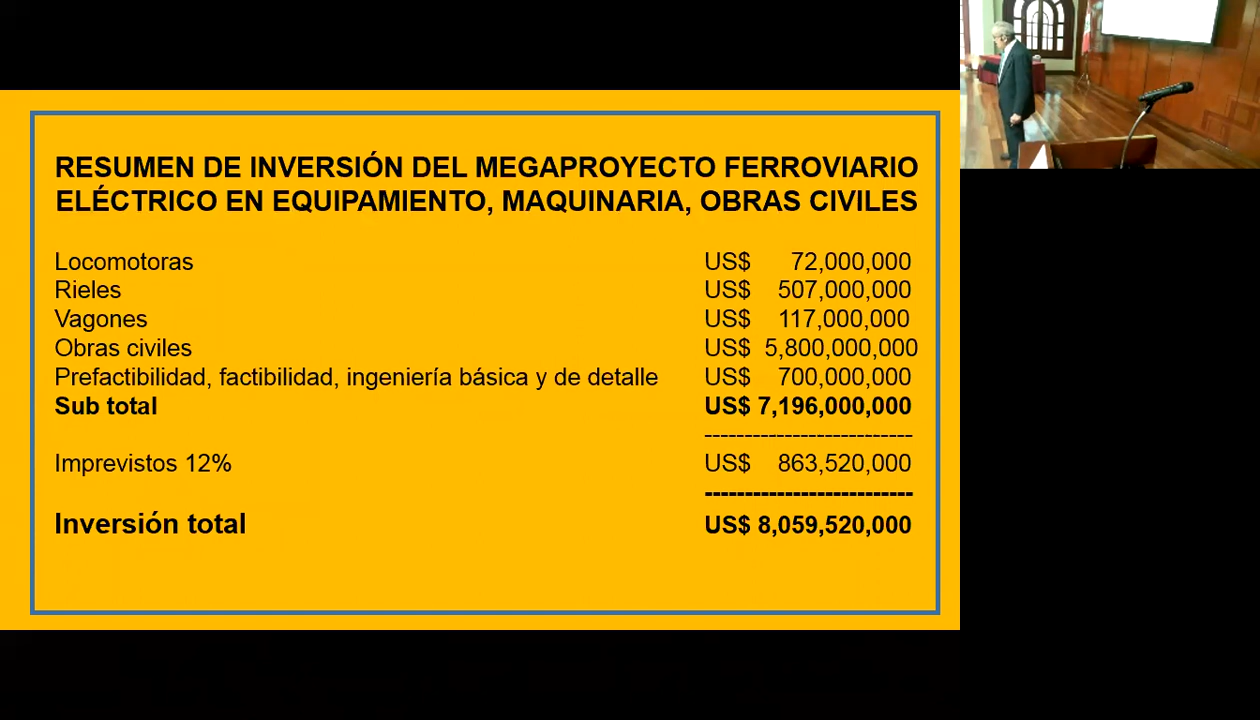 RESUMEN DE INVERSIÓN DEL MEGAPROYECTO FERROVIARIO
ELÉCTRICO EN EQUIPAMIENTO, MAQUINARIA, OBRAS CIVILES
Locomotoras US$ 72,000,000
Rieles US$ 507,000,000
Vagones US$ 117,000,000
Obras civiles US$ 5,800,000,000
Prefactibilidad, factibilidad, ingeniería básica y de detalle US$ 700,000,000
Sub total US$ 7,196,000,000
--------------------------
Imprevistos 12% US$ 863,520,000
--------------------------
Inversión total US$ 8,059,520,000